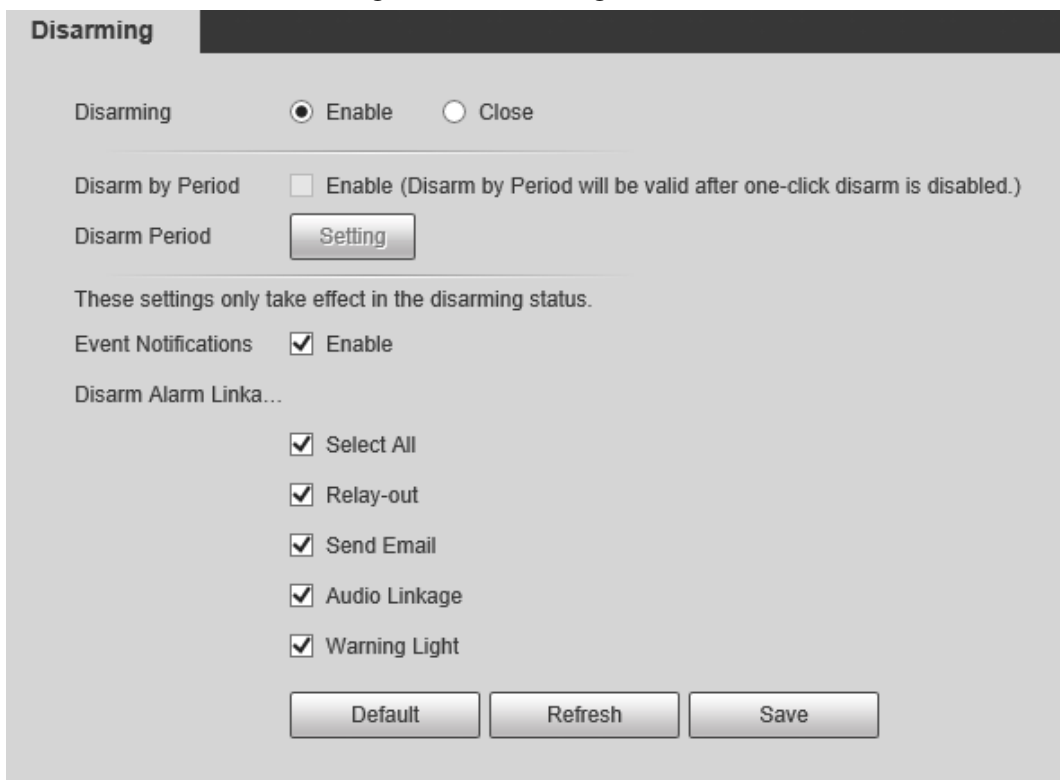 Disarming
Disarming Enable Close
Disarm by Period Enable (Disarm by Period will be valid after one-click disarm is disabled.)
Disarm Period Setting
These settings only take effect in the disarming status.
Event Notifications Enable
Disarm Alarm Linka...
Select All
Relay-out
Send Email
Audio Linkage
Warning Light
Default Refresh Save